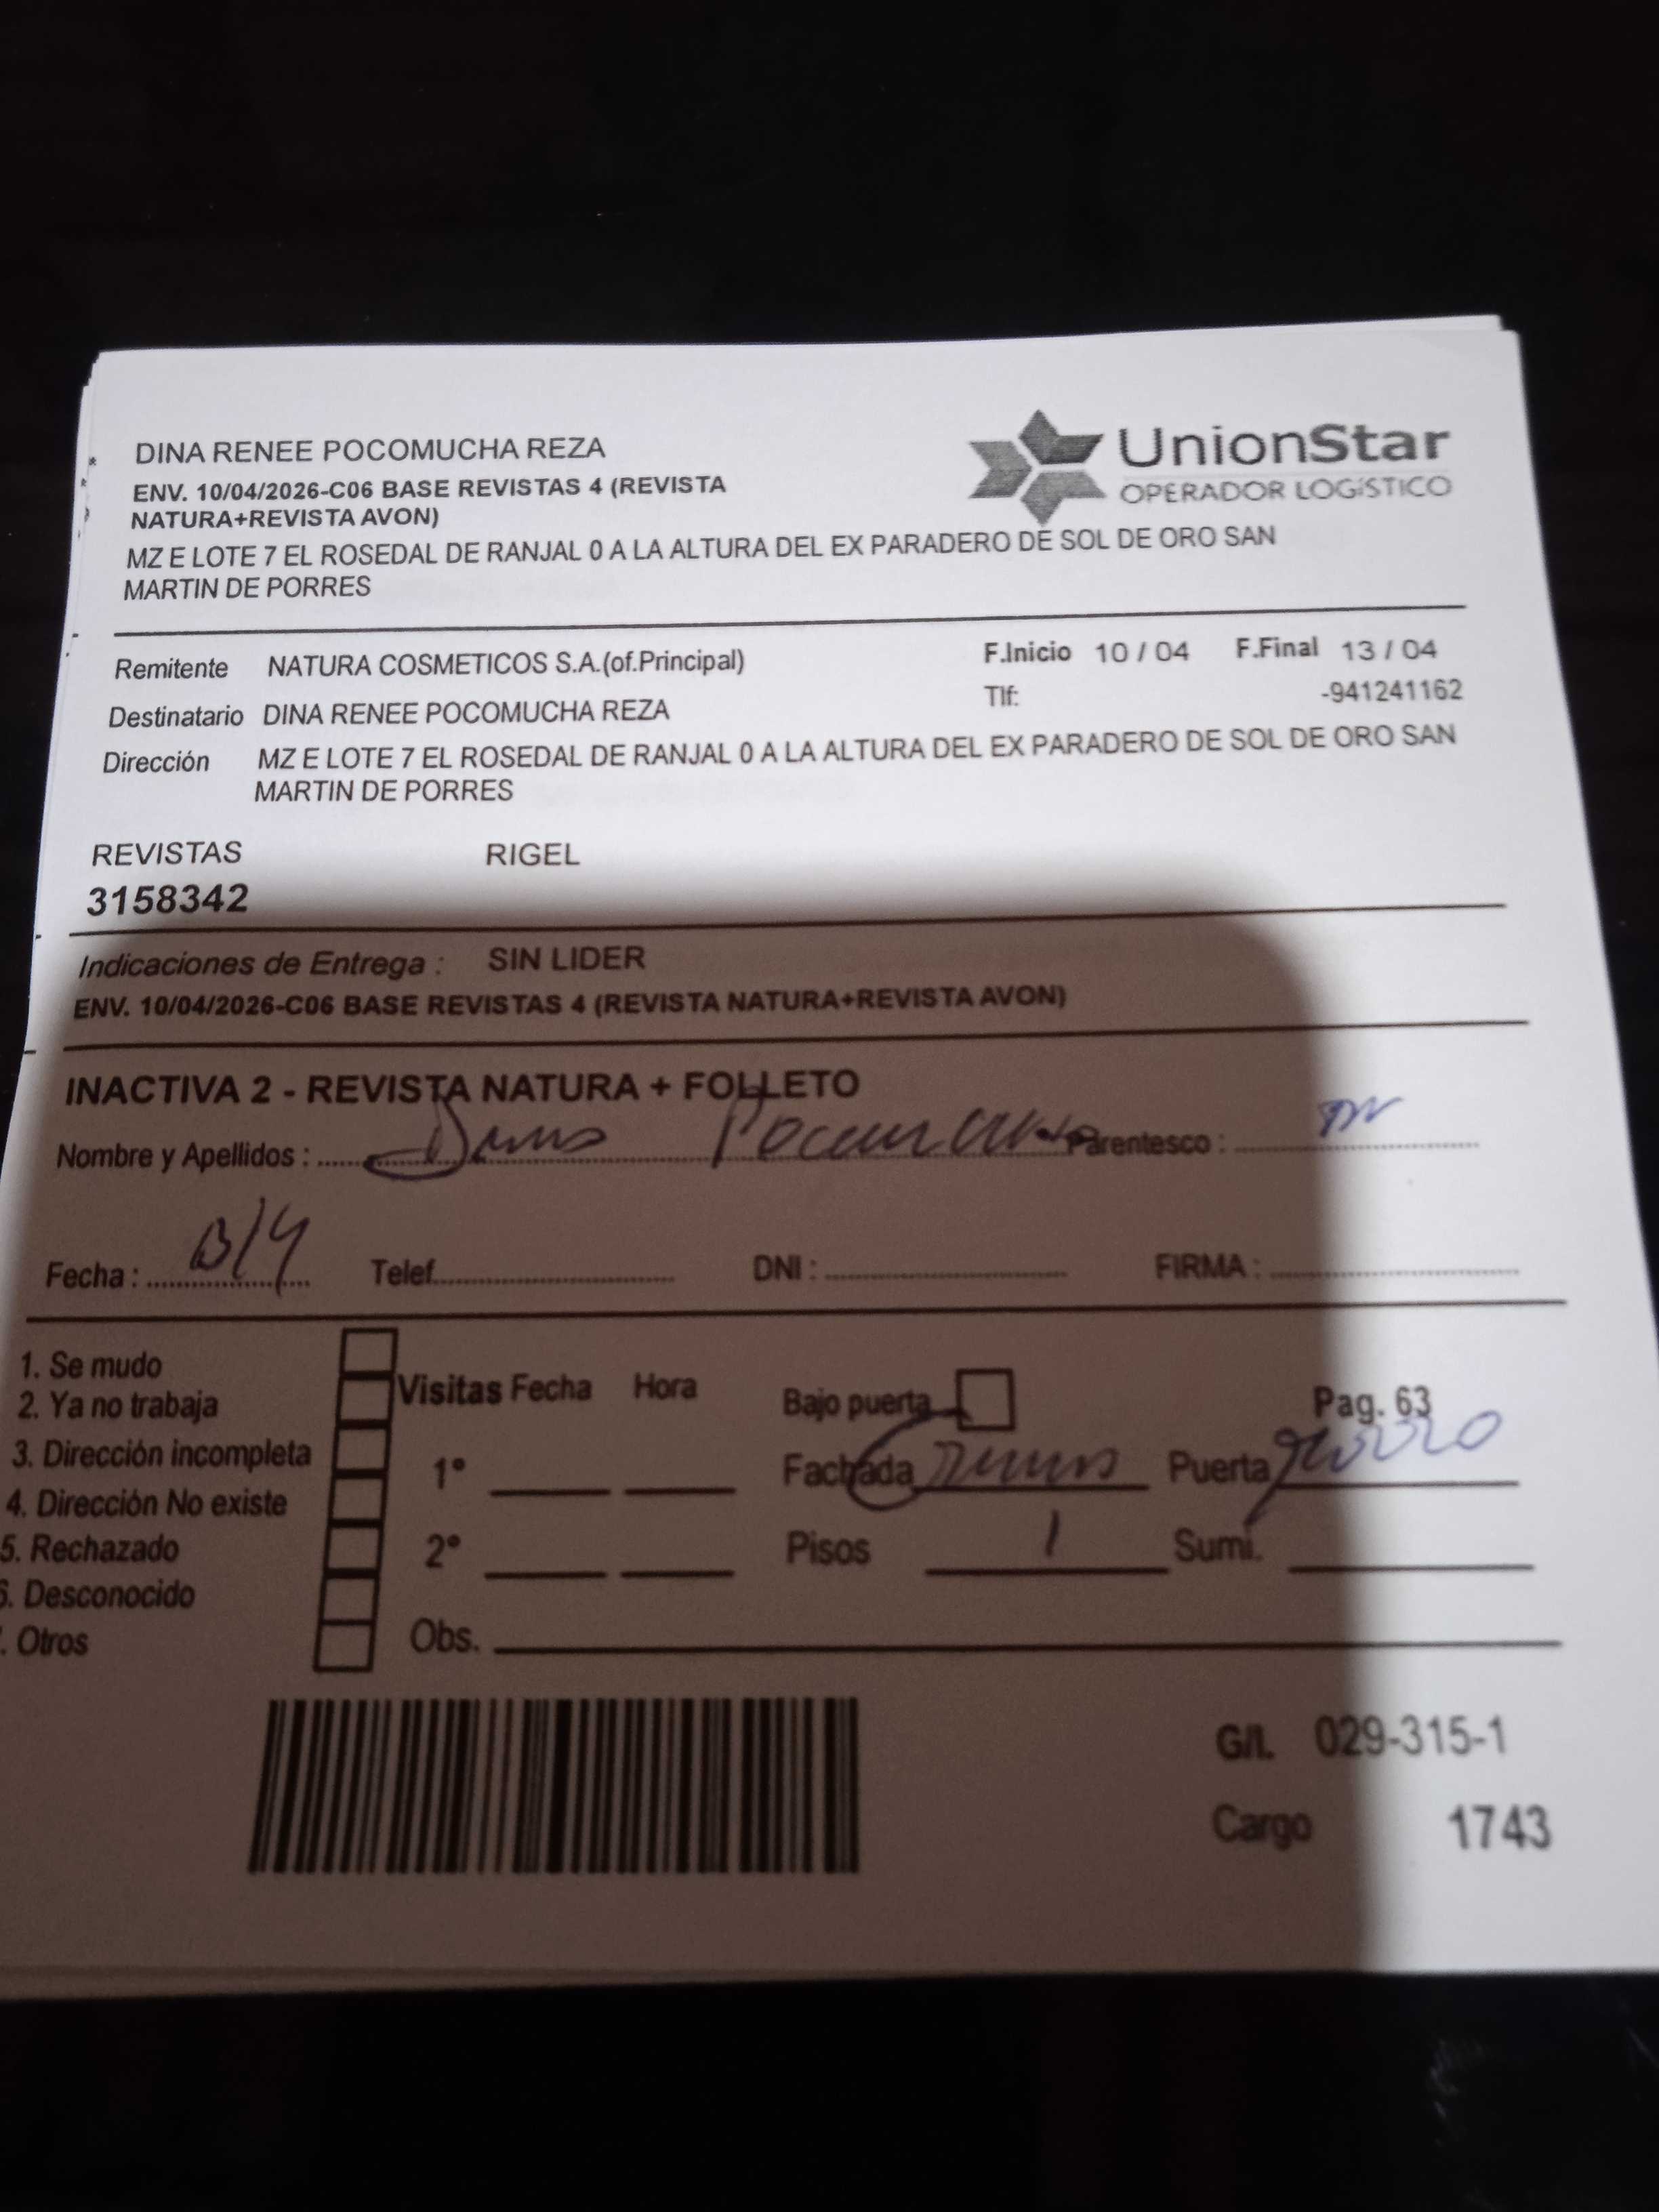 DINA RENEE POCOMUCHA REZA
UnionStar
OPERADOR LOGÍSTICO
ENV. 10/04/2026-C06 BASE REVISTAS 4 (REVISTA
NATURA+REVISTA AVON)
MZ E LOTE 7 EL ROSEDAL DE RANJAL 0 A LA ALTURA DEL EX PARADERO DE SOL DE ORO SAN
MARTIN DE PORRES
Remitente NATURA COSMETICOS S.A.(of.Principal) F.Inicio 10 / 04 F.Final 13 / 04
Destinatario DINA RENEE POCOMUCHA REZA Tlf: -941241162
Dirección MZ E LOTE 7 EL ROSEDAL DE RANJAL 0 A LA ALTURA DEL EX PARADERO DE SOL DE ORO SAN
MARTIN DE PORRES
REVISTAS RIGEL
3158342
Indicaciones de Entrega : SIN LIDER
ENV. 10/04/2026-C06 BASE REVISTAS 4 (REVISTA NATURA+REVISTA AVON)
INACTIVA 2 - REVISTA NATURA + FOLLETO
Nombre y Apellidos : Parentesco :
Fecha : 13/4 Telef. DNI : FIRMA :
1. Se mudo
2. Ya no trabaja
3. Dirección incompleta
4. Dirección No existe
5. Rechazado
6. Desconocido
. Otros
Visitas Fecha Hora
1°
2°
Obs.
Bajo puerta Pag. 63
Fachada Puerta
Pisos 1 Sumi.
G/I. 029-315-1
Cargo 1743